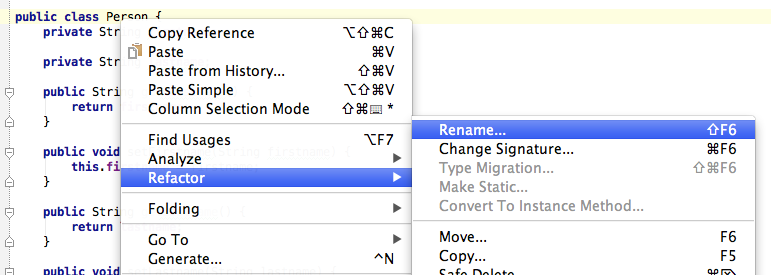 public class Person {
private Str
private Str
public String
return
}
public void
this.fi
}
public String
return
}
public void
Copy Reference ⌥⇧⌘C
Paste ⌘V
Paste from History... ⇧⌘V
Paste Simple ⌥⇧⌘V
Column Selection Mode ⇧⌘ *
Find Usages ⌥F7
Analyze
Refactor
Folding
Go To
Generate... ^N
Rename... ⇧F6
Change Signature... ⌘F6
Type Migration... ⇧⌘F6
Make Static...
Convert To Instance Method...
Move... F6
Copy... F5
Safe Delete... ⌘⌦